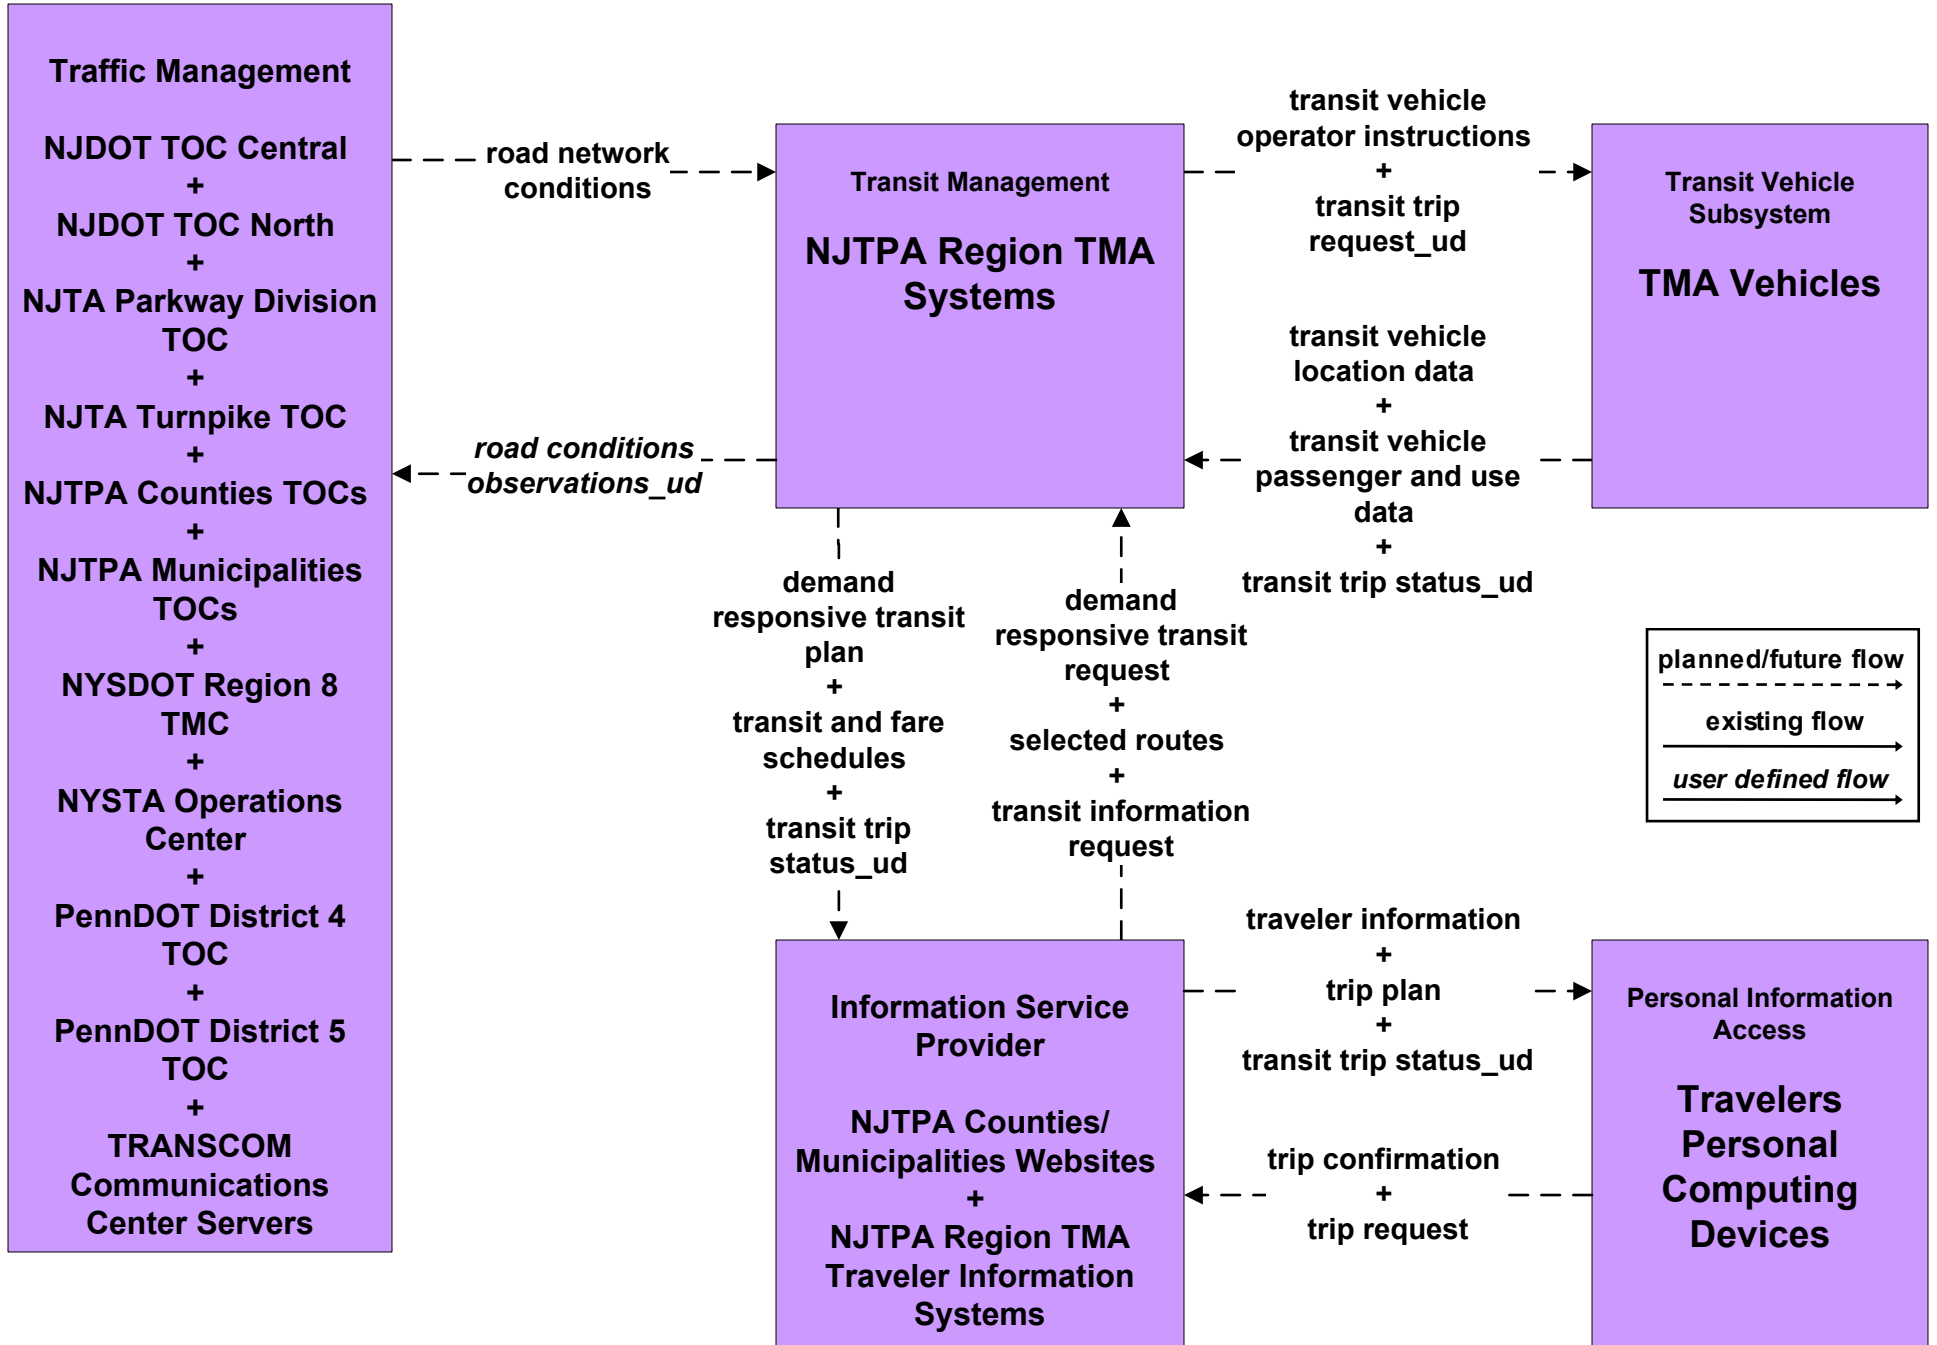 Traffic Management
NJDOT TOC Central
+
NJDOT TOC North
+
NJTA Parkway Division
TOC
+
NJTA Turnpike TOC
+
NJTPA Counties TOCs
+
NJTPA Municipalities
TOCs
+
NYSDOT Region 8
TMC
+
NYSTA Operations
Center
+
PennDOT District 4
TOC
+
PennDOT District 5
TOC
+
TRANSCOM
Communications
Center Servers
road network
conditions
road conditions
observations_ud
Transit Management
NJTPA Region TMA
Systems
transit vehicle
operator instructions
+
transit trip
request_ud
transit vehicle
location data
+
transit vehicle
passenger and use
data
+
transit trip status_ud
Transit Vehicle
Subsystem
TMA Vehicles
demand
responsive transit
plan
+
transit and fare
schedules
+
transit trip
status_ud
demand
responsive transit
request
+
selected routes
+
transit information
request
planned/future flow
existing flow
user defined flow
Information Service
Provider
NJTPA Counties/
Municipalities Websites
+
NJTPA Region TMA
Traveler Information
Systems
traveler information
+
trip plan
+
transit trip status_ud
trip confirmation
+
trip request
Personal Information
Access
Travelers
Personal
Computing
Devices